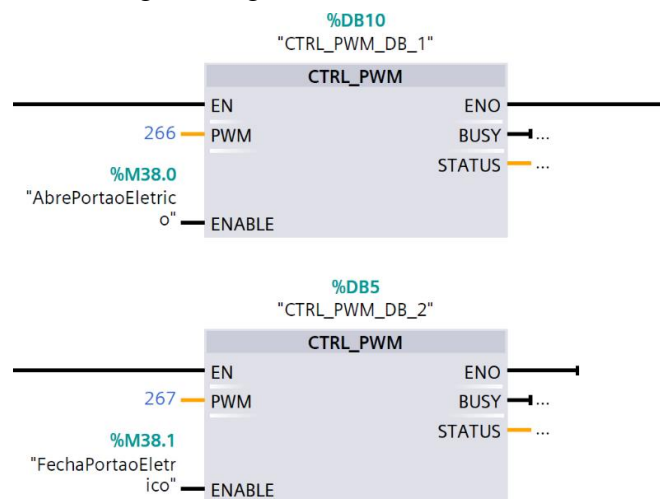 %DB10
"CTRL_PWM_DB_1"
CTRL_PWM
EN ENO
266 PWM BUSY ...
STATUS ...
%M38.0
"AbrePortaoEletric
o" ENABLE
%DB5
"CTRL_PWM_DB_2"
CTRL_PWM
EN ENO
267 PWM BUSY ...
STATUS ...
%M38.1
"FechaPortaoEletr
ico" ENABLE